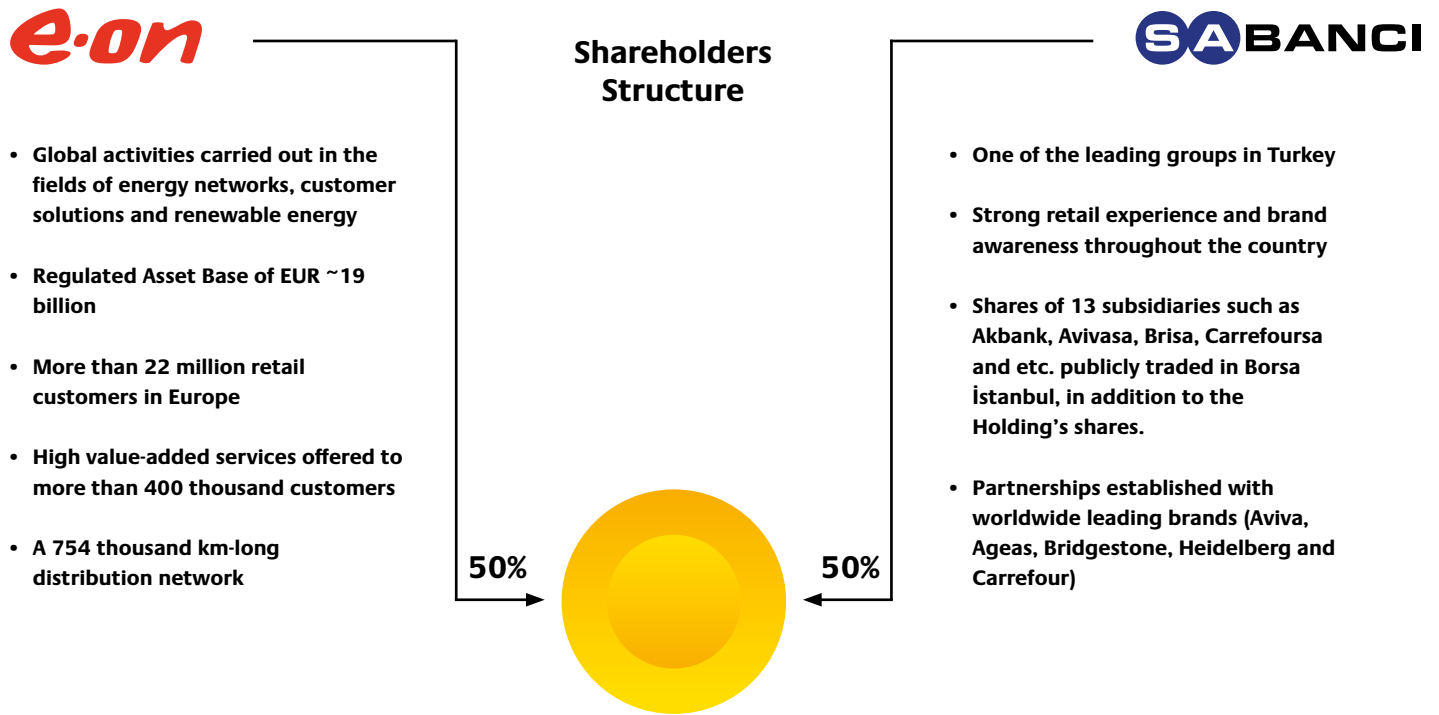 e·on
Shareholders
Structure
SABANCI
• Global activities carried out in the
fields of energy networks, customer
solutions and renewable energy
• Regulated Asset Base of EUR ~19
billion
• More than 22 million retail
customers in Europe
• High value-added services offered to
more than 400 thousand customers
• A 754 thousand km-long
distribution network
50%
50%
• One of the leading groups in Turkey
• Strong retail experience and brand
awareness throughout the country
• Shares of 13 subsidiaries such as
Akbank, Avivasa, Brisa, Carrefoursa
and etc. publicly traded in Borsa
İstanbul, in addition to the
Holding’s shares.
• Partnerships established with
worldwide leading brands (Aviva,
Ageas, Bridgestone, Heidelberg and
Carrefour)